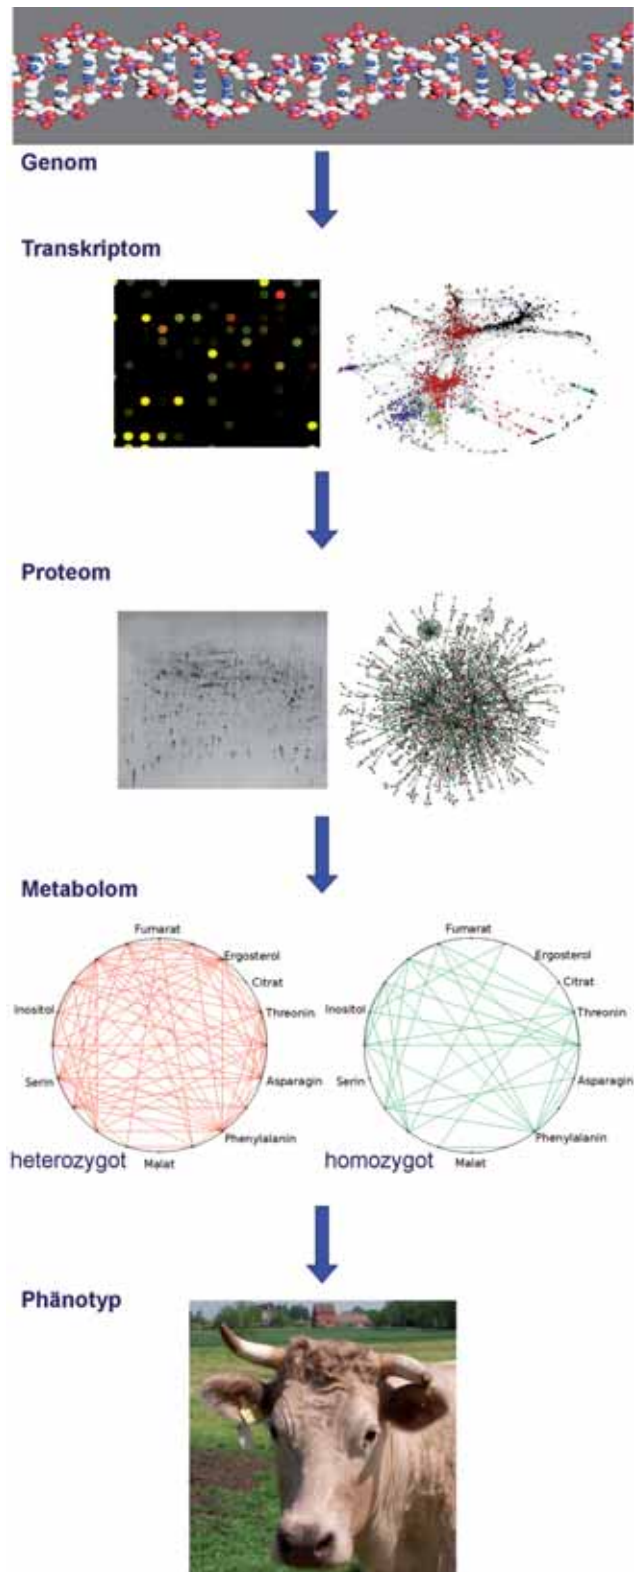 Genom
Transkriptom
Proteom
Metabolom
Fumarat
Ergosterol
Citrat
Threonin
Asparagin
Phenylalanin
Malat
Serin
Inositol
heterozygot
Fumarat
Ergosterol
Citrat
Threonin
Asparagin
Phenylalanin
Malat
Serin
Inositol
homozygot
Phänotyp